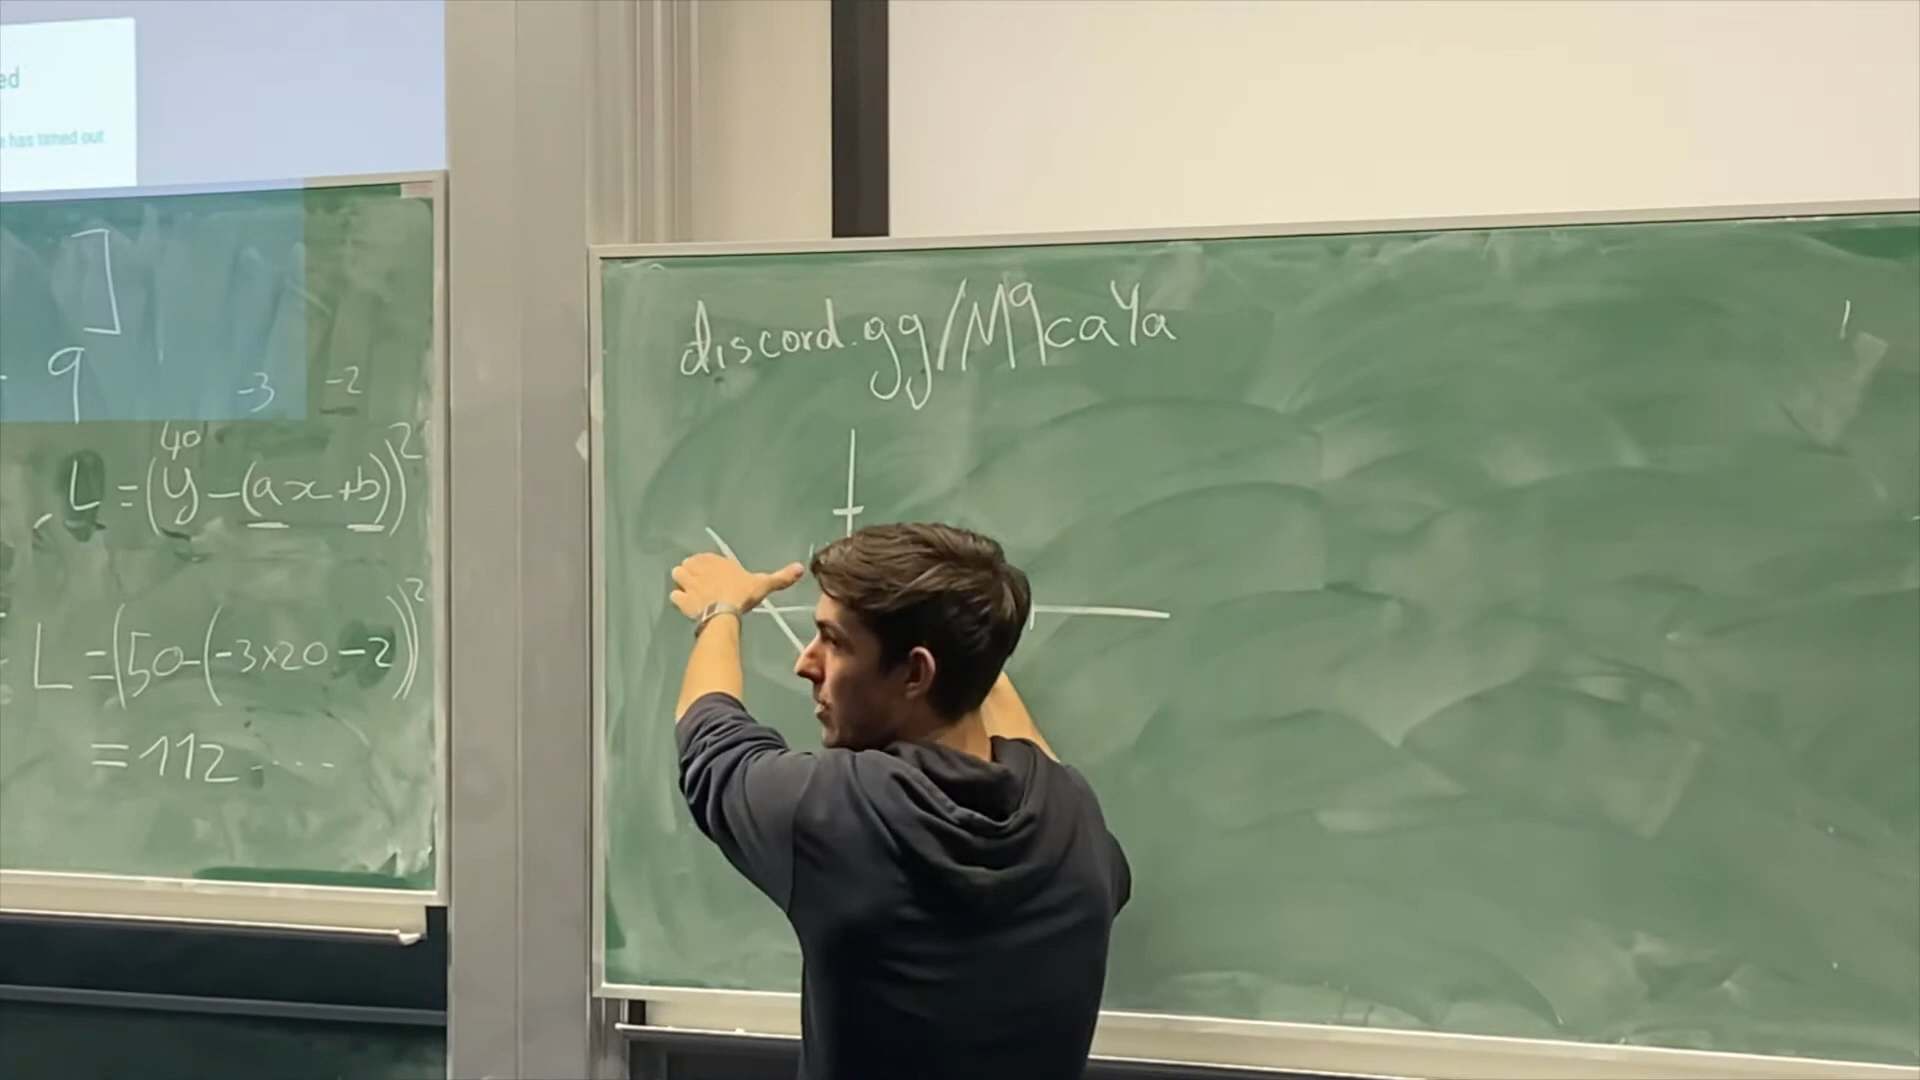 ed
e has timed out.
]
- 9
-3 -2
40
L = (y - (ax + b))²
L = (50 - (-3x20 - 2))²
= 112 ....
discord.gg/M9caYa